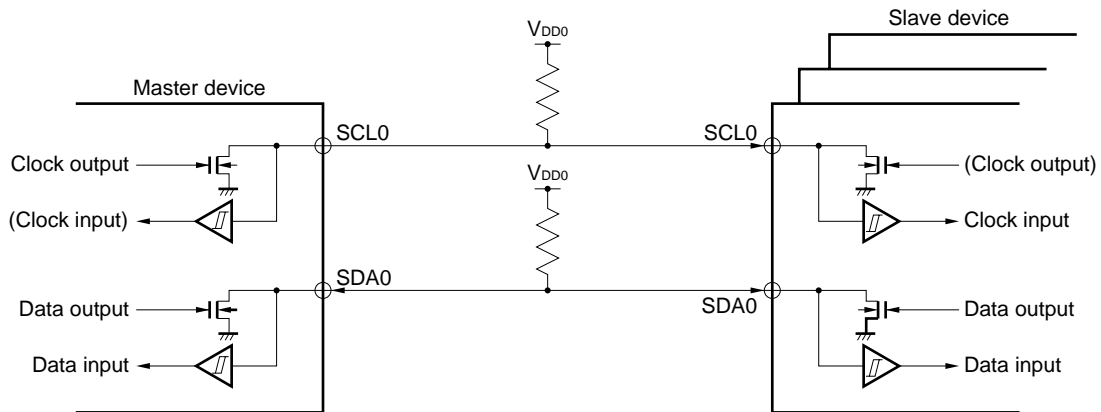 Slave device
VDD0
Master device
SCL0
SCL0
Clock output
(Clock output)
VDD0
(Clock input)
Clock input
SDA0
SDA0
Data output
Data output
Data input
Data input